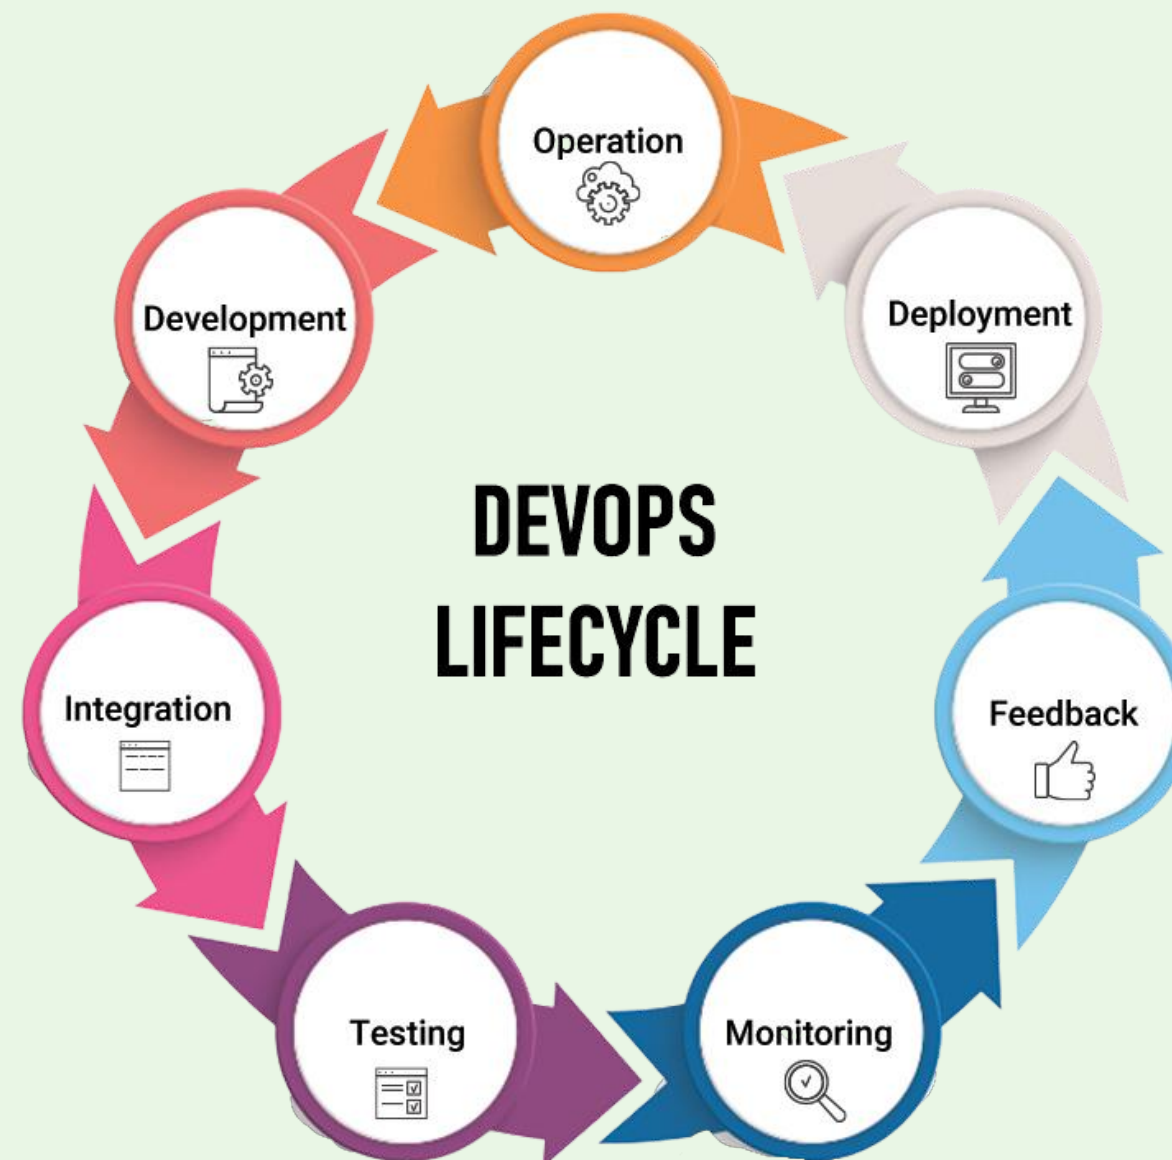 Operation
Development
Deployment
DEVOPS
LIFECYCLE
Integration
Feedback
Testing
Monitoring